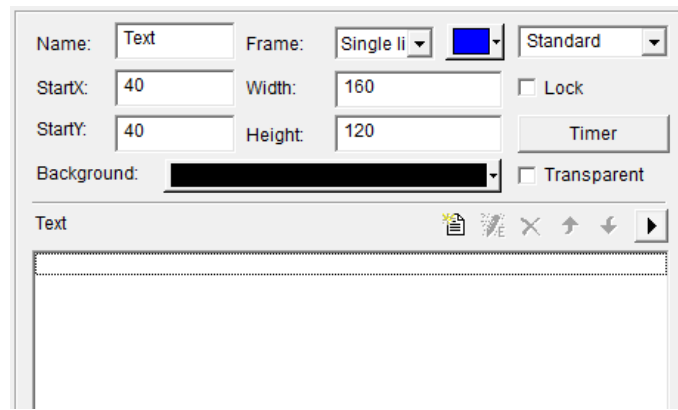 Name: Text Frame: Single li Standard
StartX: 40 Width: 160 Lock
StartY: 40 Height: 120 Timer
Background: Transparent
Text